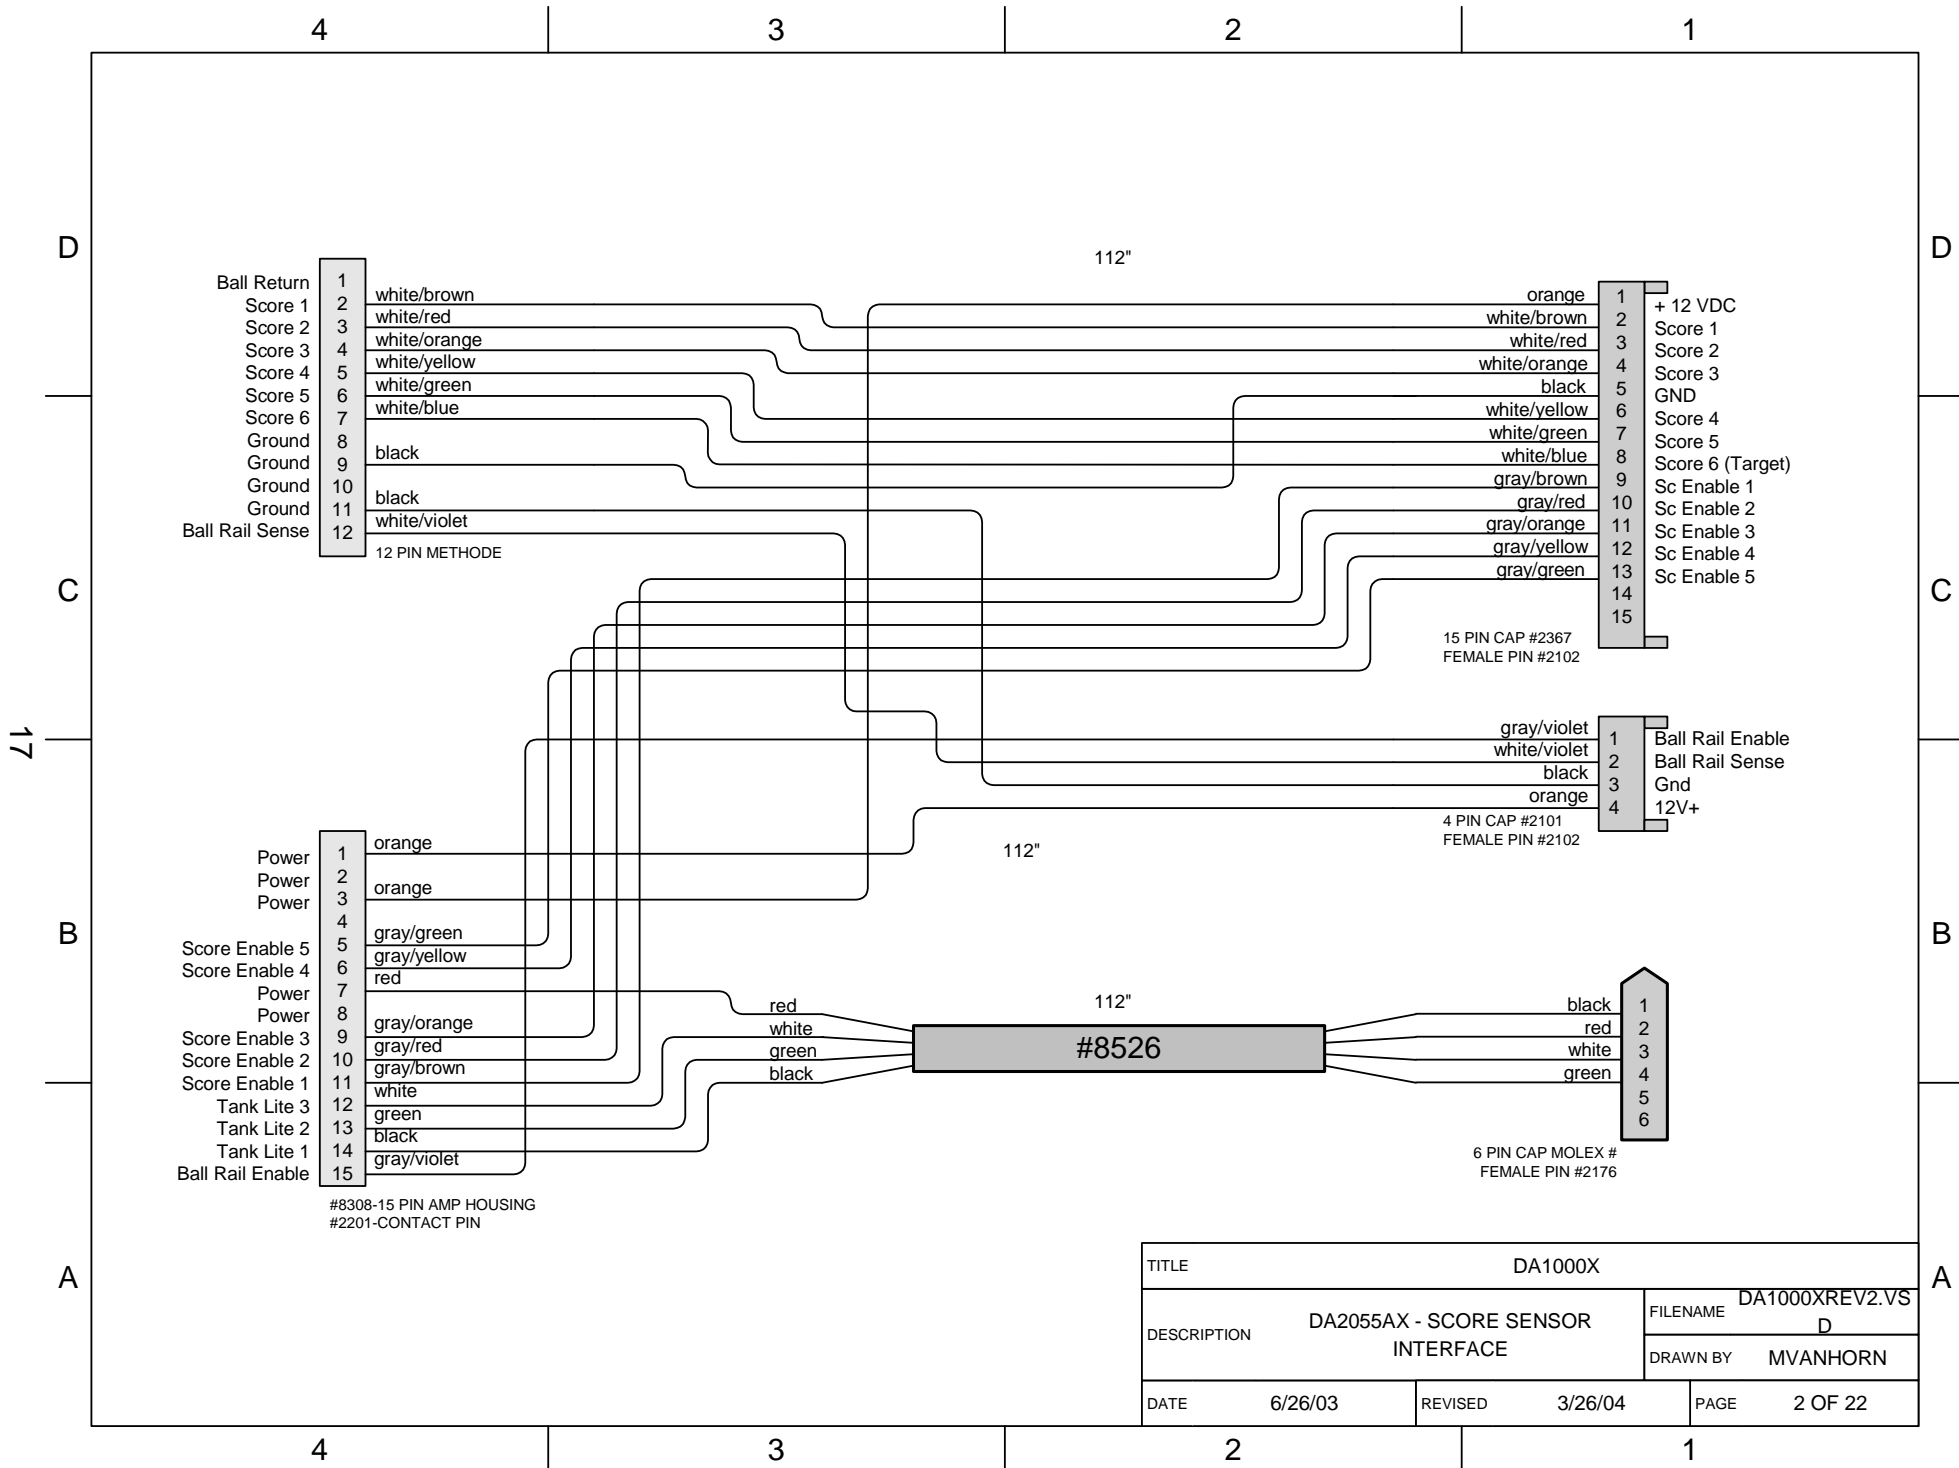 4 3 2 1
D D
C C
B B
A A
17
112"
Ball Return 1
Score 1 2 white/brown
Score 2 3 white/red
Score 3 4 white/orange
Score 4 5 white/yellow
Score 5 6 white/green
Score 6 7 white/blue
Ground 8
Ground 9 black
Ground 10
Ground 11 black
Ball Rail Sense 12 white/violet
12 PIN METHODE
orange 1 + 12 VDC
white/brown 2 Score 1
white/red 3 Score 2
white/orange 4 Score 3
black 5 GND
white/yellow 6 Score 4
white/green 7 Score 5
white/blue 8 Score 6 (Target)
gray/brown 9 Sc Enable 1
gray/red 10 Sc Enable 2
gray/orange 11 Sc Enable 3
gray/yellow 12 Sc Enable 4
gray/green 13 Sc Enable 5
14
15
15 PIN CAP #2367
FEMALE PIN #2102
gray/violet 1 Ball Rail Enable
white/violet 2 Ball Rail Sense
black 3 Gnd
orange 4 12V+
4 PIN CAP #2101
FEMALE PIN #2102
112"
Power 1 orange
Power 2
Power 3 orange
4
Score Enable 5 5 gray/green
Score Enable 4 6 gray/yellow
Power 7 red
Power 8
Score Enable 3 9 gray/orange
Score Enable 2 10 gray/red
Score Enable 1 11 gray/brown
Tank Lite 3 12 white
Tank Lite 2 13 green
Tank Lite 1 14 black
Ball Rail Enable 15 gray/violet
#8308-15 PIN AMP HOUSING
#2201-CONTACT PIN
112"
red
white
green
black
#8526
black 1
red 2
white 3
green 4
5
6
6 PIN CAP MOLEX #
FEMALE PIN #2176
TITLE DA1000X
DESCRIPTION DA2055AX - SCORE SENSOR
INTERFACE
FILENAME DA1000XREV2.VS
D
DRAWN BY MVANHORN
DATE 6/26/03 REVISED 3/26/04 PAGE 2 OF 22
4 3 2 1